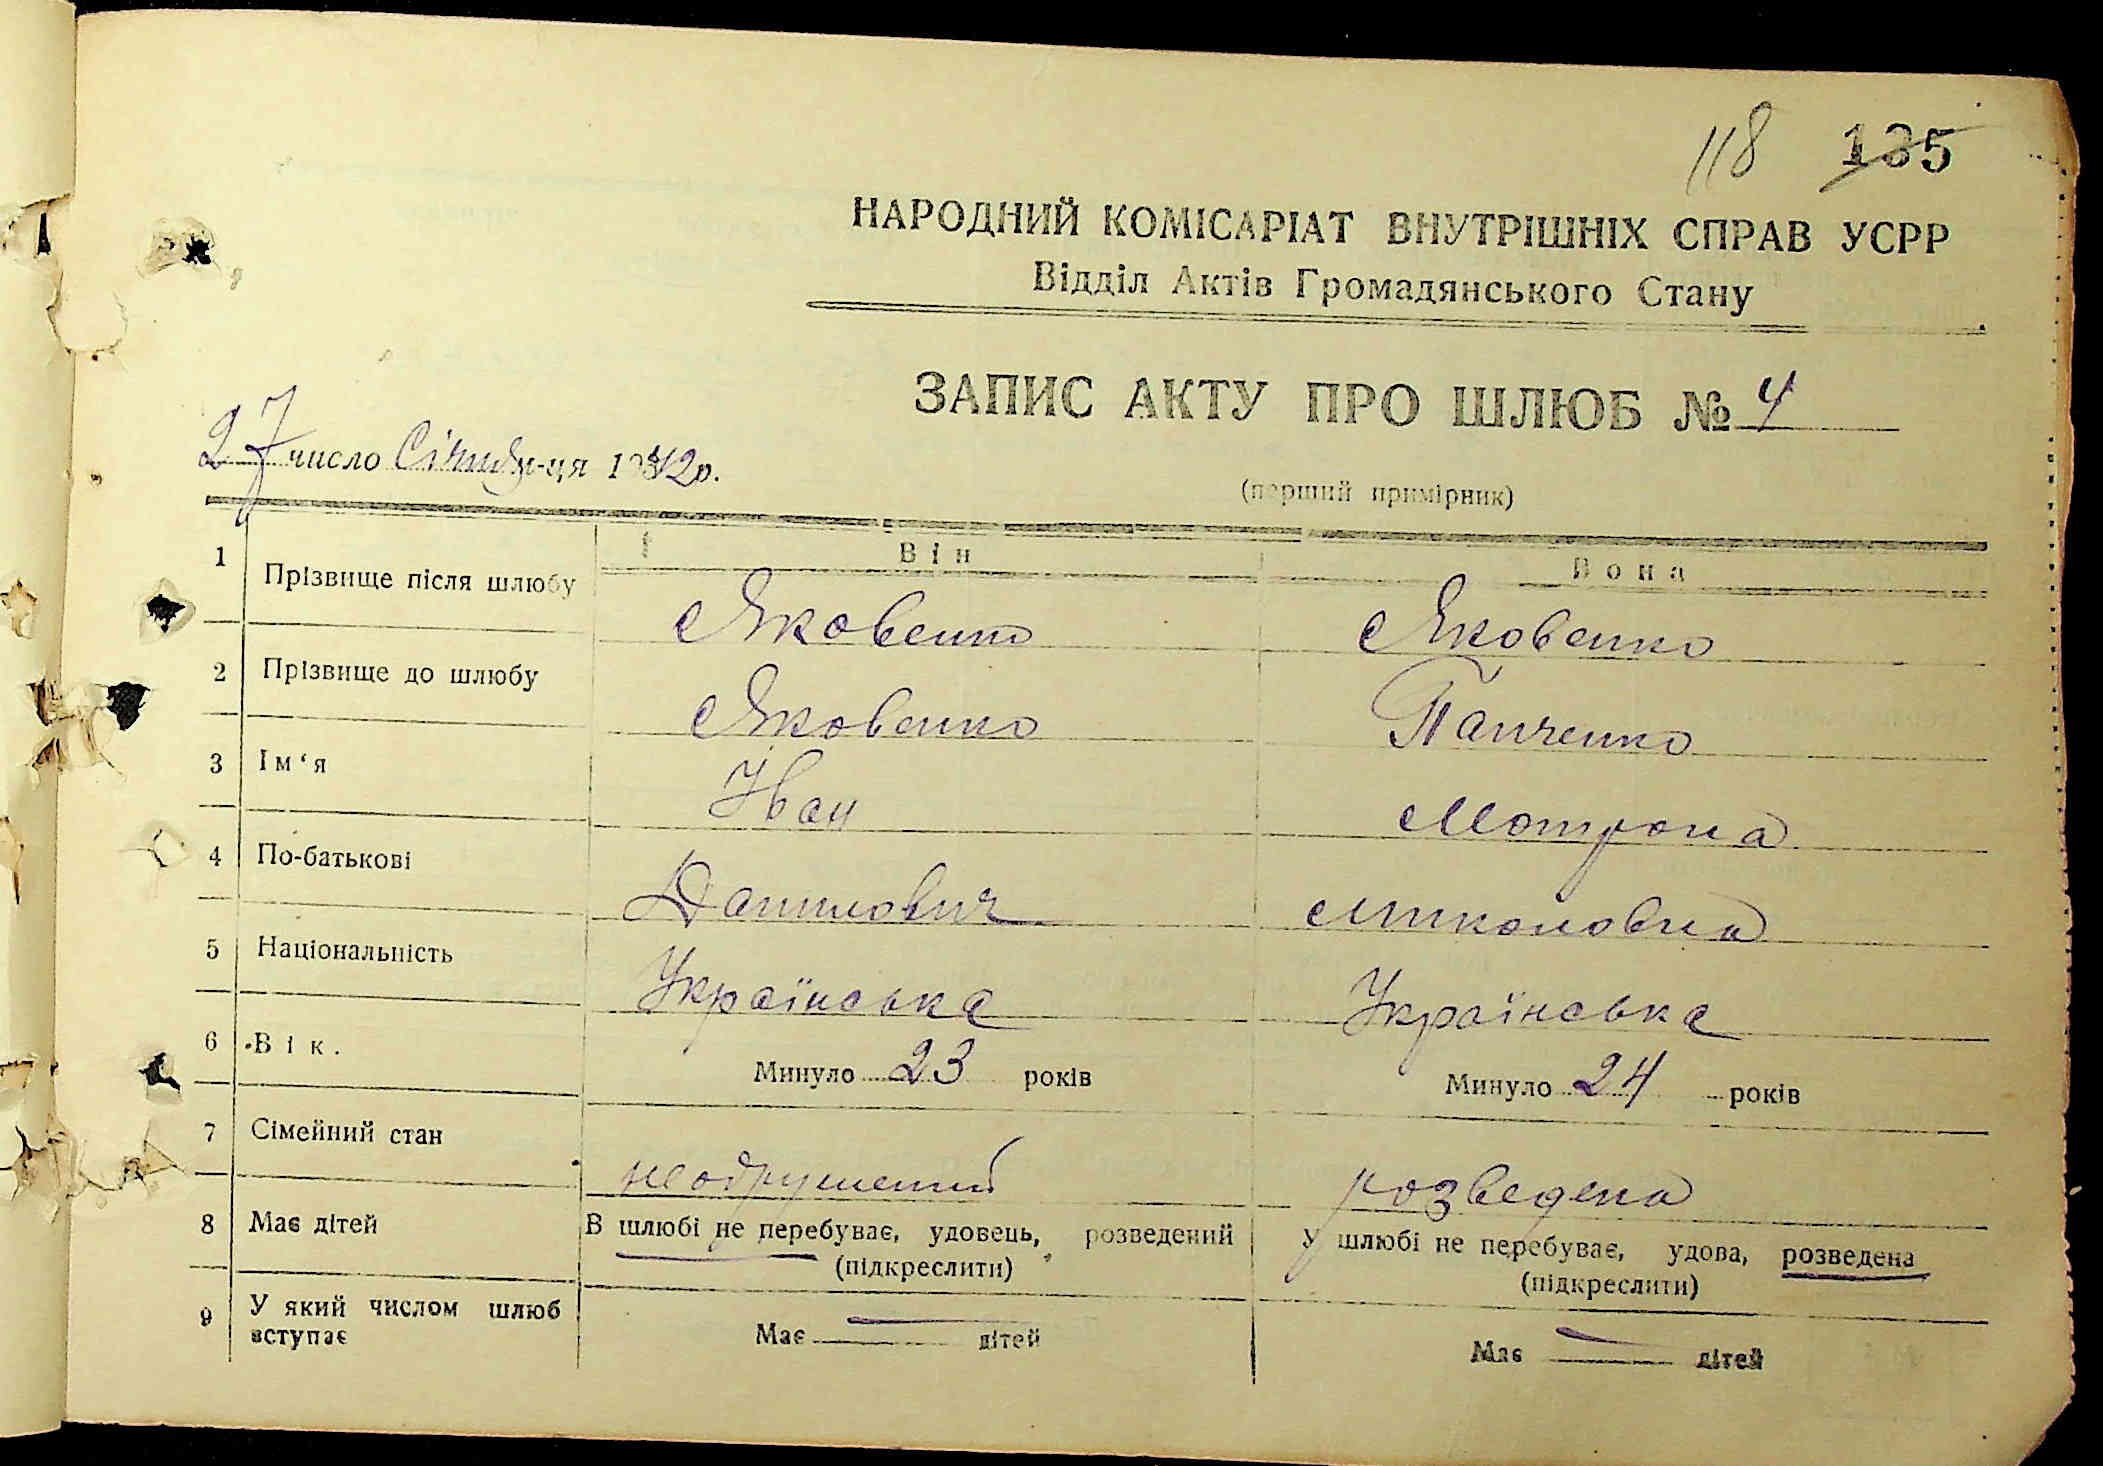 118 135
НАРОДНИЙ КОМІСАРІАТ ВНУТРІШНІХ СПРАВ УСРР
Відділ Актів Громадянського Стану
ЗАПИС АКТУ ПРО ШЛЮБ № 4
27 число Січня м-ця 1942 р.
(перший примірник)
Він Вона
1 Прізвище після шлюбу Яковенко Яковенко
2 Прізвище до шлюбу Яковенко Панченко
3 Ім‘я Іван Мотрона
4 По-батькові Данилович Миколовна
5 Національність Українська Українська
6 Вік. Минуло 23 років Минуло 24 років
7 Сімейний стан неодружений розведена
8 Має дітей В шлюбі не перебуває, удовець, розведений У шлюбі не перебуває, удова, розведена
(підкреслити) (підкреслити)
9 У який числом шлюб вступає Має — дітей Має — дітей